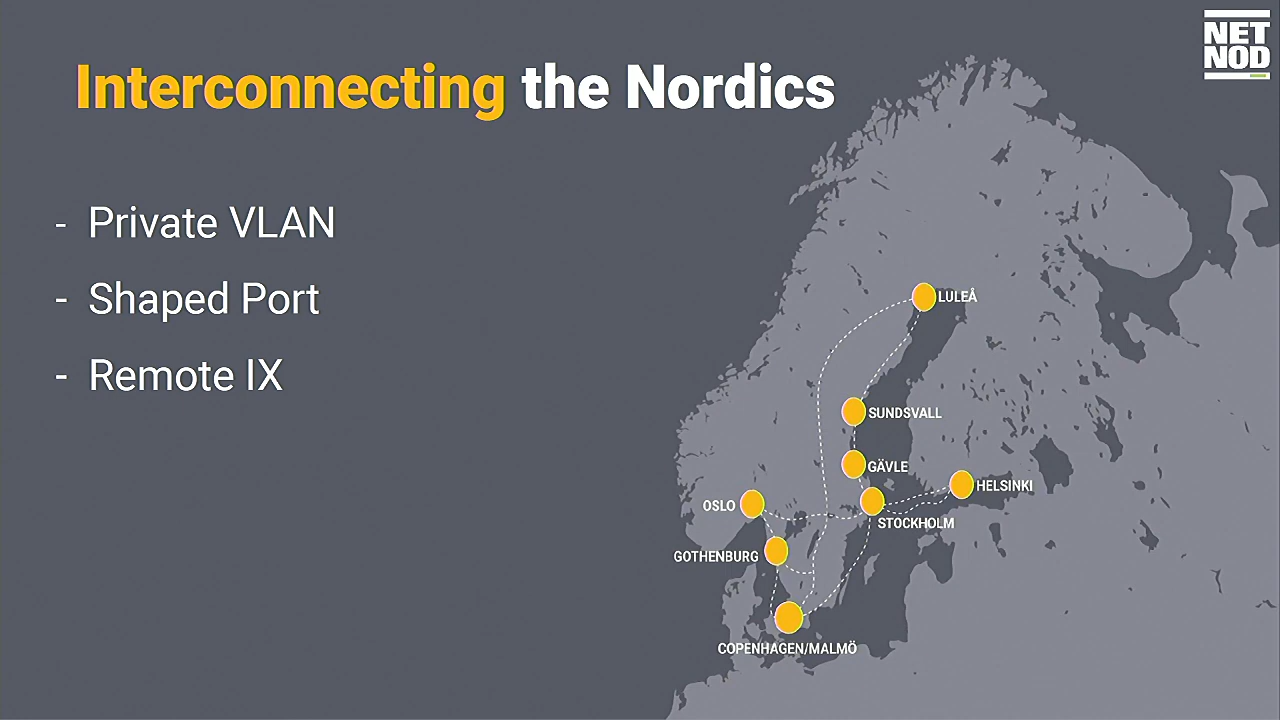 NET
NOD
Interconnecting the Nordics
- Private VLAN
- Shaped Port
- Remote IX
LULEÅ
SUNDSVALL
GÄVLE
HELSINKI
OSLO
STOCKHOLM
GOTHENBURG
COPENHAGEN/MALMÖ